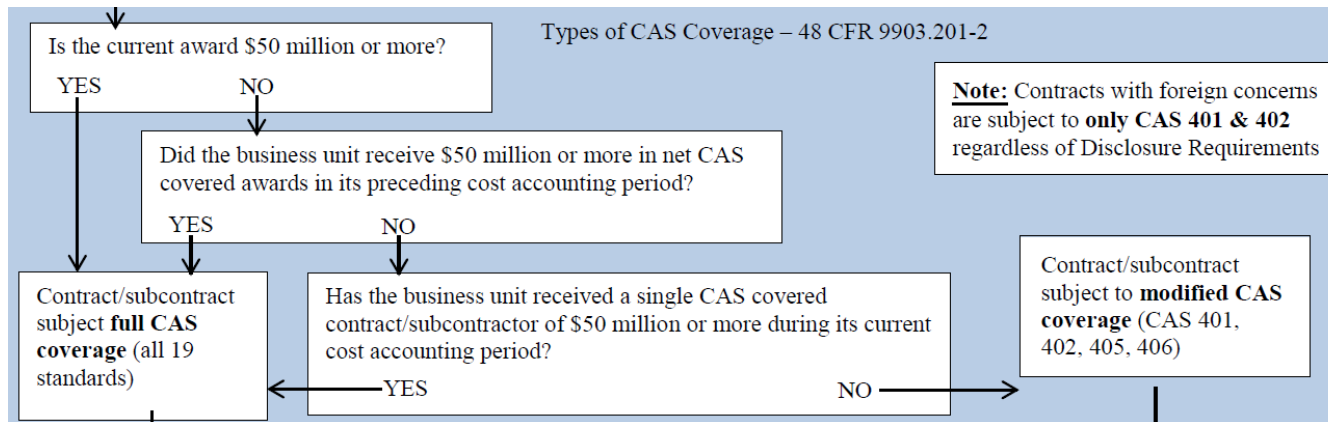 Types of CAS Coverage – 48 CFR 9903.201-2
Is the current award $50 million or more?
YES NO
Note: Contracts with foreign concerns
are subject to only CAS 401 & 402
regardless of Disclosure Requirements
Did the business unit receive $50 million or more in net CAS
covered awards in its preceding cost accounting period?
YES NO
Contract/subcontract
subject full CAS
coverage (all 19
standards)
Has the business unit received a single CAS covered
contract/subcontractor of $50 million or more during its current
cost accounting period?
YES NO
Contract/subcontract
subject to modified CAS
coverage (CAS 401,
402, 405, 406)